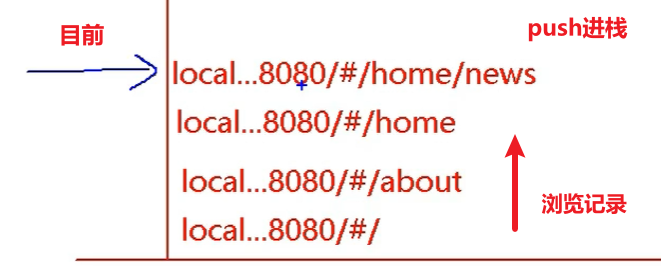 push进栈
目前
local...8080/#/home/news
local...8080/#/home
local...8080/#/about
浏览记录
local...8080/#/